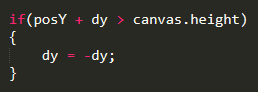 if(posY + dy > canvas.height)
{
    dy = -dy;
}